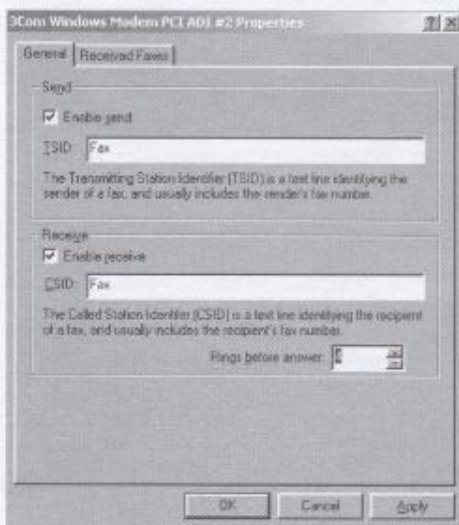 3Com Windows Modem PCI AD1 #2 Properties
General Received Faxes
Send
Enable send
TSID: Fax
The Transmitting Station Identifier (TSID) is a text line identifying the
sender of a fax, and usually includes the sender's fax number.
Receive
Enable receive
CSID: Fax
The Called Station Identifier (CSID) is a text line identifying the recipient
of a fax, and usually includes the recipient's fax number.
Rings before answer:
OK Cancel Apply